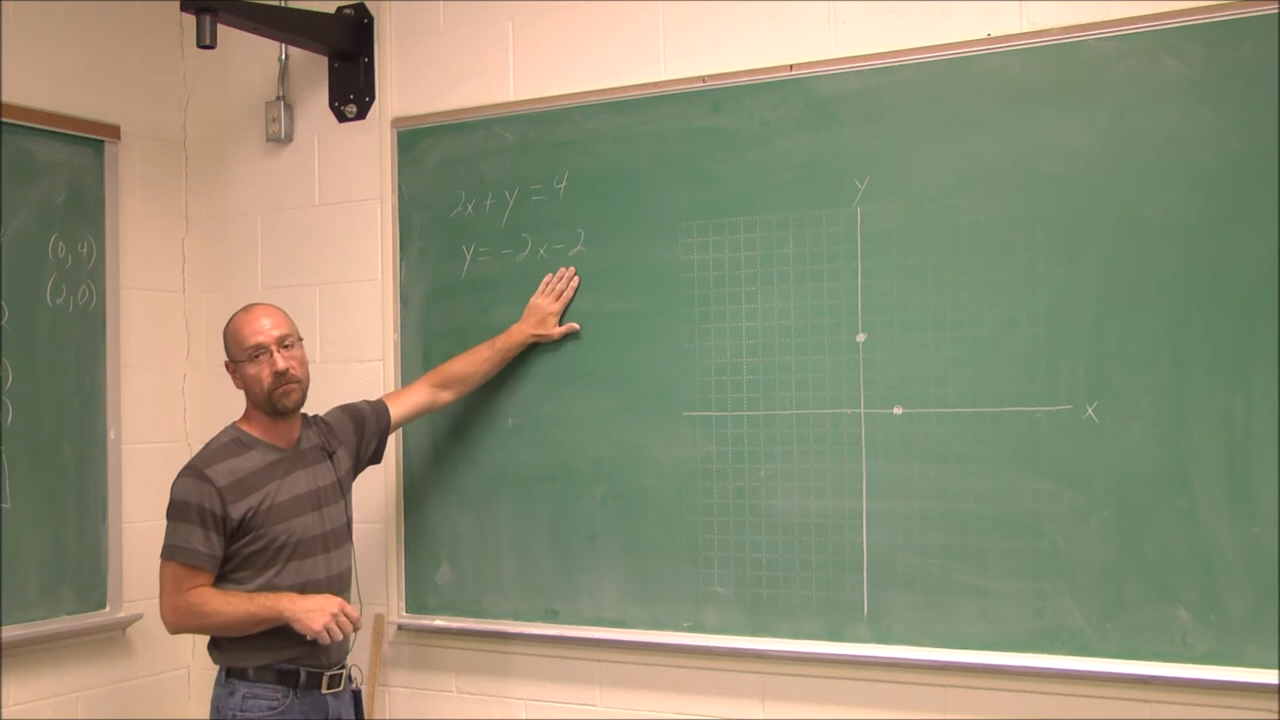 (0, 4)
(2, 0)
2x + y = 4
y = -2x - 2
Y
X